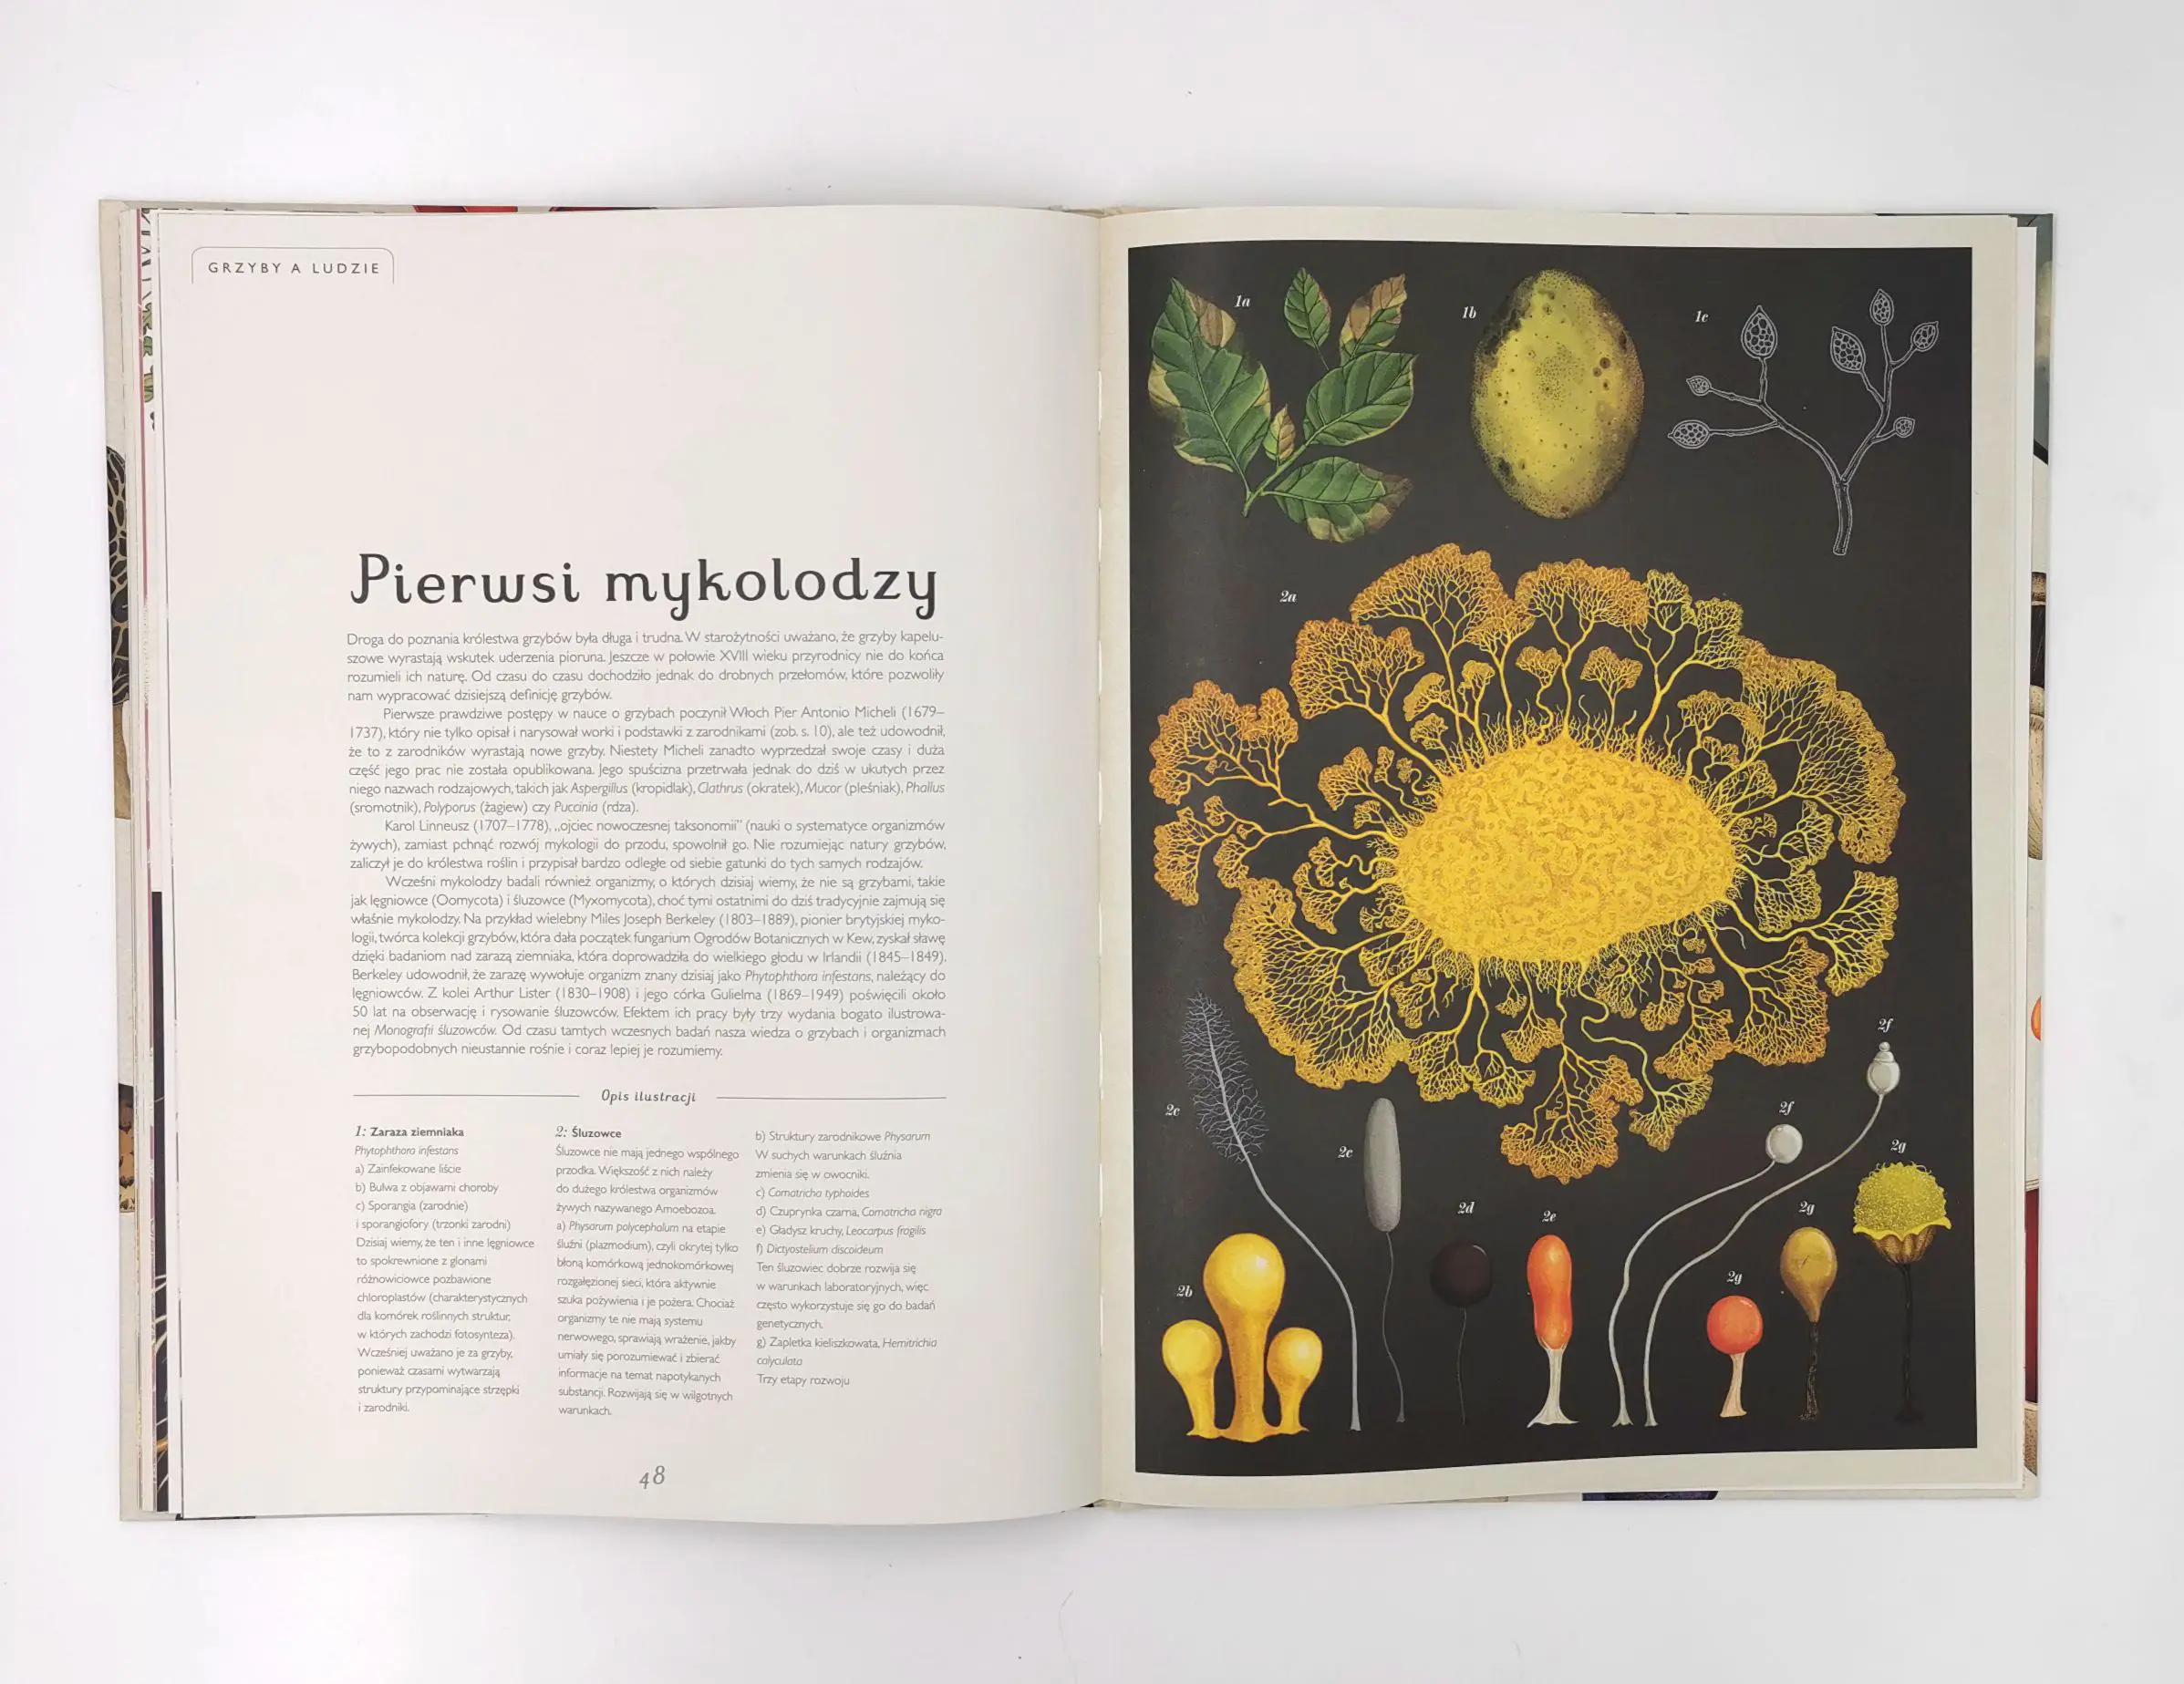 GRZYBY A LUDZIE
Pierwsi mykolodzy
Droga do poznania królestwa grzybów była długa i trudna. W starożytności uważano, że grzyby kapelu-
szowe wyrastają wskutek uderzenia pioruna. Jeszcze w połowie XVIII wieku przyrodnicy nie do końca
rozumieli ich naturę. Od czasu do czasu dochodziło jednak do drobnych przełomów, które pozwoliły
nam wypracować dzisiejszą definicję grzybów.
Pierwsze prawdziwe postępy w nauce o grzybach poczynił Włoch Pier Antonio Micheli (1679–
1737), który nie tylko opisał i narysował worki i podstawki z zarodnikami (zob. s. 10), ale też udowodnił,
że to z zarodników wyrastają nowe grzyby. Niestety Micheli zanadto wyprzedzał swoje czasy i duża
część jego prac nie została opublikowana. Jego spuścizna przetrwała jednak do dziś w ukutych przez
niego nazwach rodzajowych, takich jak Aspergillus (kropidlak), Clathrus (okratek), Mucor (pleśniak), Phallus
(sromotnik), Polyporus (żagiew) czy Puccinia (rdza).
Karol Linneusz (1707–1778), „ojciec nowoczesnej taksonomii” (nauki o systematyce organizmów
żywych), zamiast pchnąć rozwój mykologii do przodu, spowolnił go. Nie rozumiejąc natury grzybów,
zaliczył je do królestwa roślin i przypisał bardzo odległe od siebie gatunki do tych samych rodzajów.
Wcześni mykolodzy badali również organizmy, o których dzisiaj wiemy, że nie są grzybami, takie
jak lęgniowce (Oomycota) i śluzowce (Myxomycota), choć tymi ostatnimi do dziś tradycyjnie zajmują się
właśnie mykolodzy. Na przykład wielebny Miles Joseph Berkeley (1803–1889), pionier brytyjskiej myko-
logii, twórca kolekcji grzybów, która dała początek fungarium Ogrodów Botanicznych w Kew, zyskał sławę
dzięki badaniom nad zarazą ziemniaka, która doprowadziła do wielkiego głodu w Irlandii (1845–1849).
Berkeley udowodnił, że zarazę wywołuje organizm znany dzisiaj jako Phytophthora infestans, należący do
lęgniowców. Z kolei Arthur Lister (1830–1908) i jego córka Gulielma (1869–1949) poświęcili około
50 lat na obserwację i rysowanie śluzowców. Efektem ich pracy były trzy wydania bogato ilustrowa-
nej Monografii śluzowców. Od czasu tamtych wczesnych badań nasza wiedza o grzybach i organizmach
grzybopodobnych nieustannie rośnie i coraz lepiej je rozumiemy.
Opis ilustracji
1: Zaraza ziemniaka
Phytophthora infestans
a) Zainfekowane liście
b) Bulwa z objawami choroby
c) Sporangia (zarodnie)
i sporangiofory (trzonki zarodni)
Dzisiaj wiemy, że ten i inne lęgniowce
to spokrewnione z glonami
różnowiciowce pozbawione
chloroplastów (charakterystycznych
dla komórek roślinnych struktur,
w których zachodzi fotosynteza).
Wcześniej uważano je za grzyby,
ponieważ czasami wytwarzają
struktury przypominające strzępki
i zarodniki.
2: Śluzowce
Śluzowce nie mają jednego wspólnego
przodka. Większość z nich należy
do dużego królestwa organizmów
żywych nazywanego Amoebozoa.
a) Physarum polycephalum na etapie
śluźni (plazmodium), czyli okrytej tylko
błoną komórkową jednokomórkowej
rozgałęzionej sieci, która aktywnie
szuka pożywienia i je pożera. Chociaż
organizmy te nie mają systemu
nerwowego, sprawiają wrażenie, jakby
umiały się porozumiewać i zbierać
informacje na temat napotykanych
substancji. Rozwijają się w wilgotnych
warunkach.
b) Struktury zarodnikowe Physarum
W suchych warunkach śluźnia
zmienia się w owocniki.
c) Comatricha typhoides
d) Czuprynka czarna, Comatricha nigra
e) Gładysz kruchy, Leocarpus fragilis
f) Dictyostelium discoideum
Ten śluzowiec dobrze rozwija się
w warunkach laboratoryjnych, więc
często wykorzystuje się go do badań
genetycznych.
g) Zapletka kieliszkowata, Hemitrichia
calyculata
Trzy etapy rozwoju
48
1a
1b
1c
2a
2c
2c
2f
2f
2g
2d
2e
2g
2g
2b